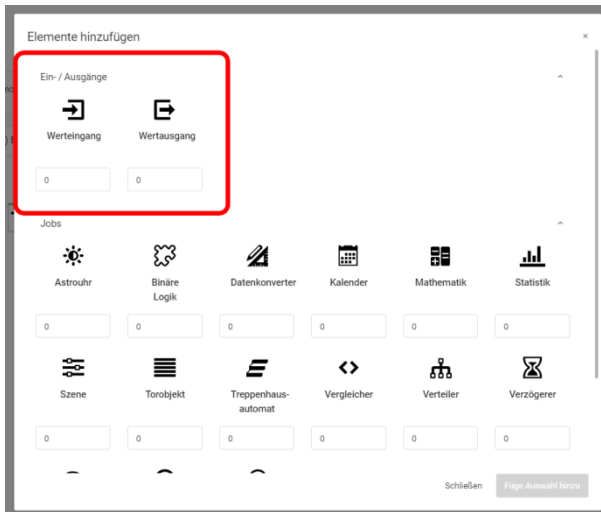 Elemente hinzufügen
×
Ein- / Ausgänge
Werteingang Wertausgang
0 0
Jobs
Astrouhr Binäre Logik Datenkonverter Kalender Mathematik Statistik
0 0 0 0 0 0
Szene Torobjekt Treppenhaus-automat Vergleicher Verteiler Verzögerer
0 0 0 0 0 0
Schließen Füge Auswahl hinzu